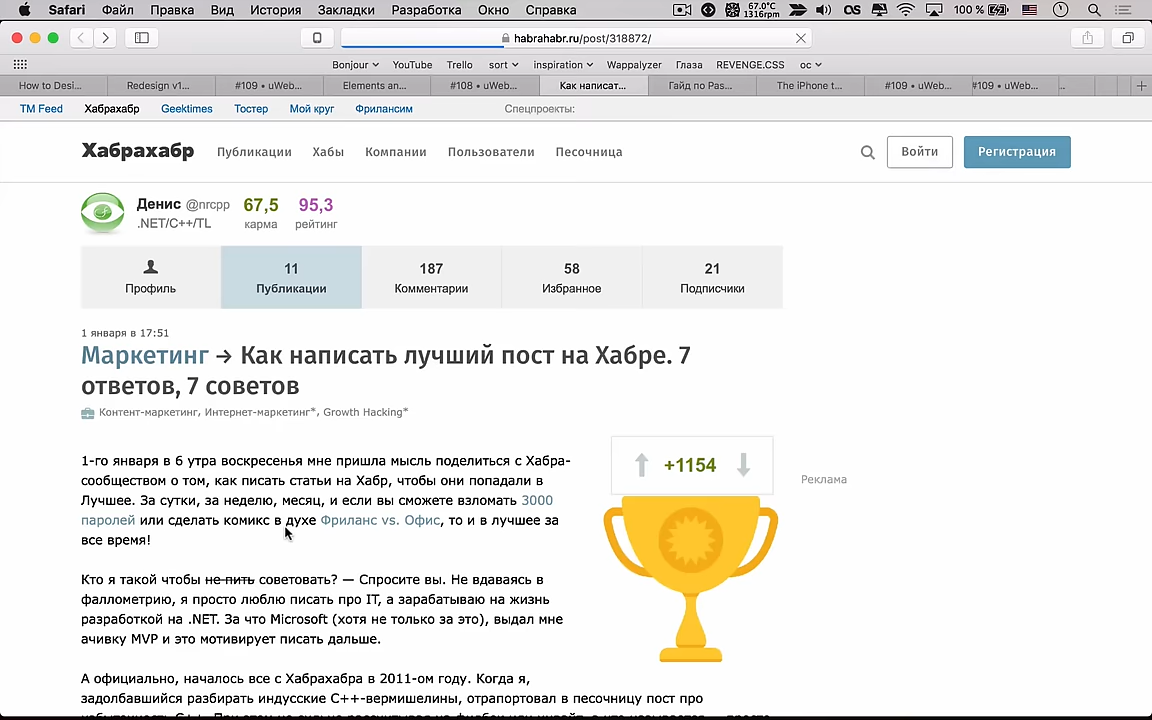 Safari Файл Правка Вид История Закладки Разработка Окно Справка 67.0°C 1316rpm 100 %
habrahabr.ru/post/318872/
Bonjour YouTube Trello sort inspiration Wappalyzer Глаза REVENGE.CSS ос
How to Desi... Redesign v1... #109 • uWeb... Elements an... #108 • uWeb... Как написат... Гайд по Pas... The iPhone t... #109 • uWeb... #109 • uWeb... ...
TM Feed Хабрахабр Geektimes Тостер Мой круг Фрилансим Спецпроекты:
Хабрахабр Публикации Хабы Компании Пользователи Песочница Войти Регистрация
Денис @nrcpp 67,5 95,3
.NET/C++/TL карма рейтинг
11 187 58 21
Профиль Публикации Комментарии Избранное Подписчики
1 января в 17:51
Маркетинг → Как написать лучший пост на Хабре. 7
ответов, 7 советов
Контент-маркетинг, Интернет-маркетинг*, Growth Hacking*
1-го января в 6 утра воскресенья мне пришла мысль поделиться с Хабра-
сообществом о том, как писать статьи на Хабр, чтобы они попадали в
Лучшее. За сутки, за неделю, месяц, и если вы сможете взломать 3000
паролей или сделать комикс в духе Фриланс vs. Офис, то и в лучшее за
все время!
+1154
Реклама
Кто я такой чтобы не пить советовать? — Спросите вы. Не вдаваясь в
фаллометрию, я просто люблю писать про IT, а зарабатываю на жизнь
разработкой на .NET. За что Microsoft (хотя не только за это), выдал мне
ачивку MVP и это мотивирует писать дальше.
А официально, началось все с Хабрахабра в 2011-ом году. Когда я,
задолбавшийся разбирать индусские С++-вермишелины, отрапортовал в песочницу пост про